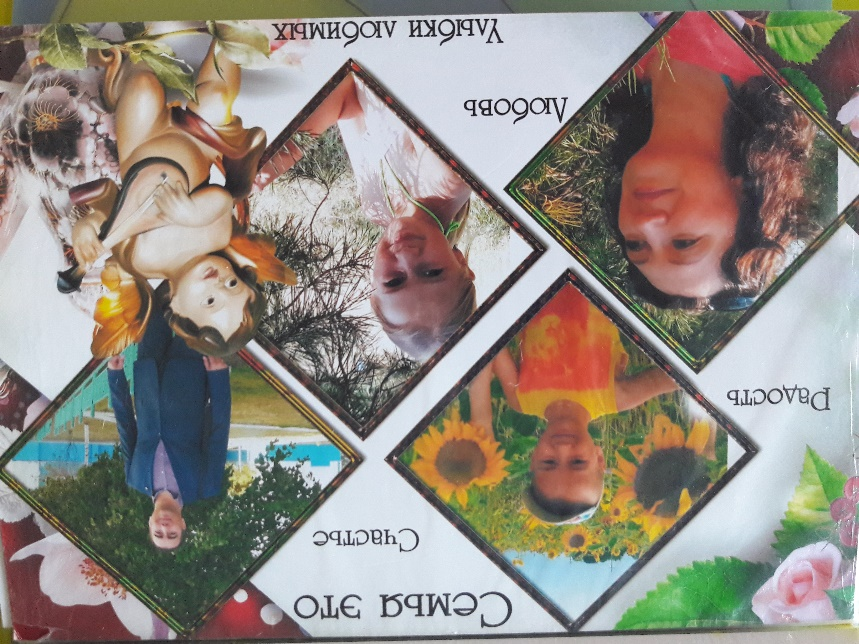 Семья это
Счастье
Радость
Любовь
Улыбки любимых